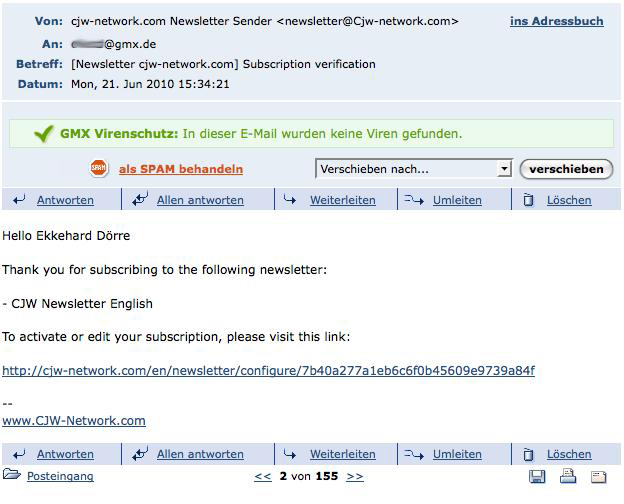 Von: cjw-network.com Newsletter Sender <newsletter@Cjw-network.com> ins Adressbuch
An: @gmx.de
Betreff: [Newsletter cjw-network.com] Subscription verification
Datum: Mon, 21. Jun 2010 15:34:21
GMX Virenschutz: In dieser E-Mail wurden keine Viren gefunden.
SPAM als SPAM behandeln Verschieben nach... verschieben
Antworten Allen antworten Weiterleiten Umleiten Löschen
Hello Ekkehard Dörre
Thank you for subscribing to the following newsletter:
- CJW Newsletter English
To activate or edit your subscription, please visit this link:
http://cjw-network.com/en/newsletter/configure/7b40a277a1eb6c6f0b45609e9739a84f
--
www.CJW-Network.com
Antworten Allen antworten Weiterleiten Umleiten Löschen
Posteingang << 2 von 155 >>